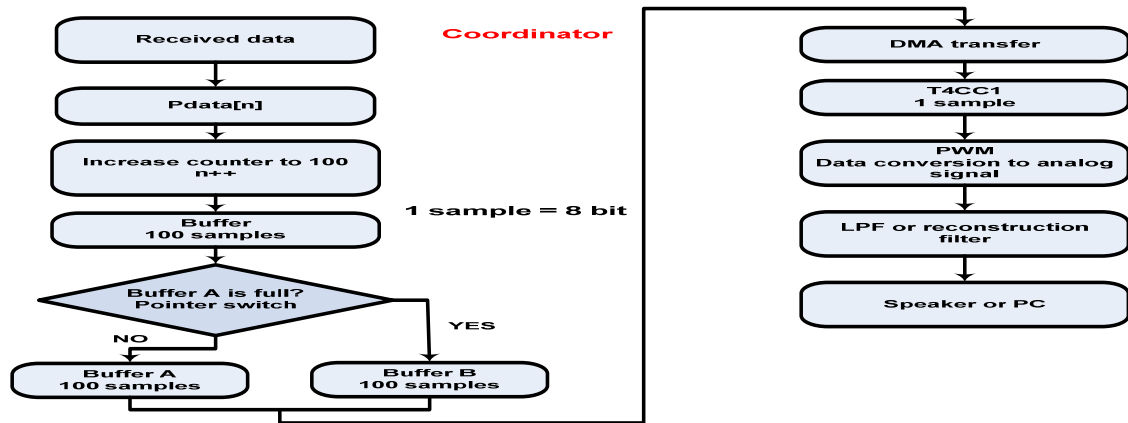 Coordinator
Received data
Pdata[n]
Increase counter to 100
n++
Buffer
100 samples
1 sample = 8 bit
Buffer A is full?
Pointer switch
NO
YES
Buffer A
100 samples
Buffer B
100 samples
DMA transfer
T4CC1
1 sample
PWM
Data conversion to analog
signal
LPF or reconstruction
filter
Speaker or PC